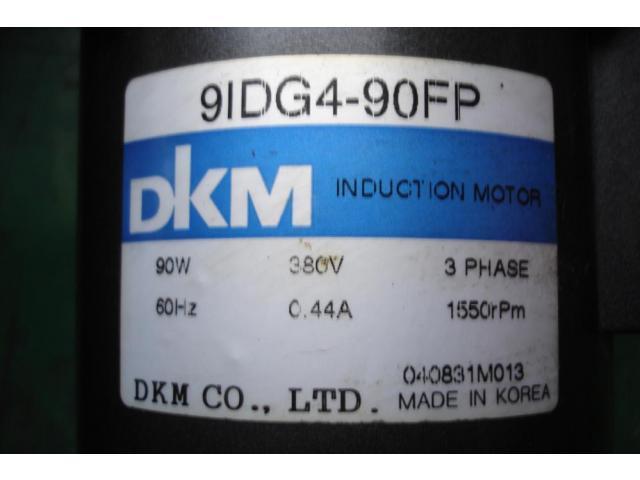 9IDG4-90FP
DKM INDUCTION MOTOR
90W 380V 3 PHASE
60Hz 0.44A 1550rPm
040831M013
DKM CO., LTD. MADE IN KOREA